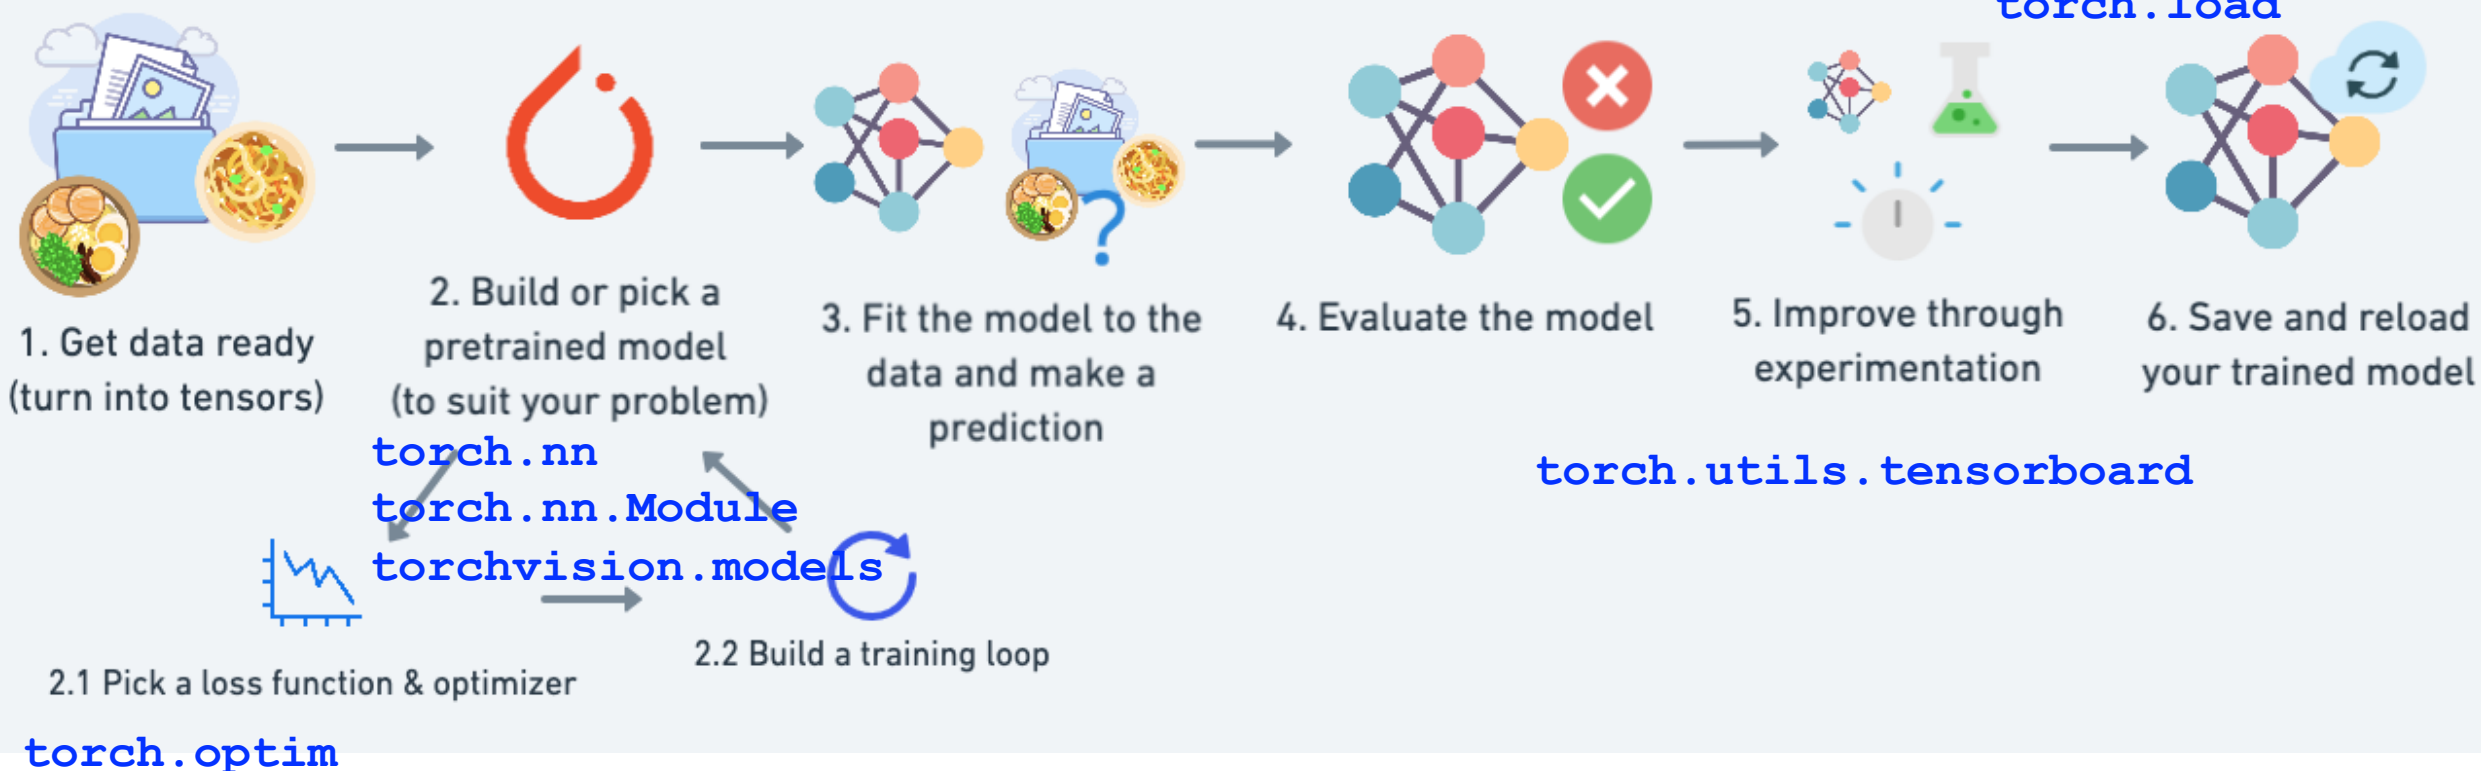 torch.load
1. Get data ready
(turn into tensors)
2. Build or pick a
pretrained model
(to suit your problem)
torch.nn
torch.nn.Module
torchvision.models
2.1 Pick a loss function & optimizer
torch.optim
2.2 Build a training loop
3. Fit the model to the
data and make a
prediction
4. Evaluate the model
5. Improve through
experimentation
torch.utils.tensorboard
6. Save and reload
your trained model